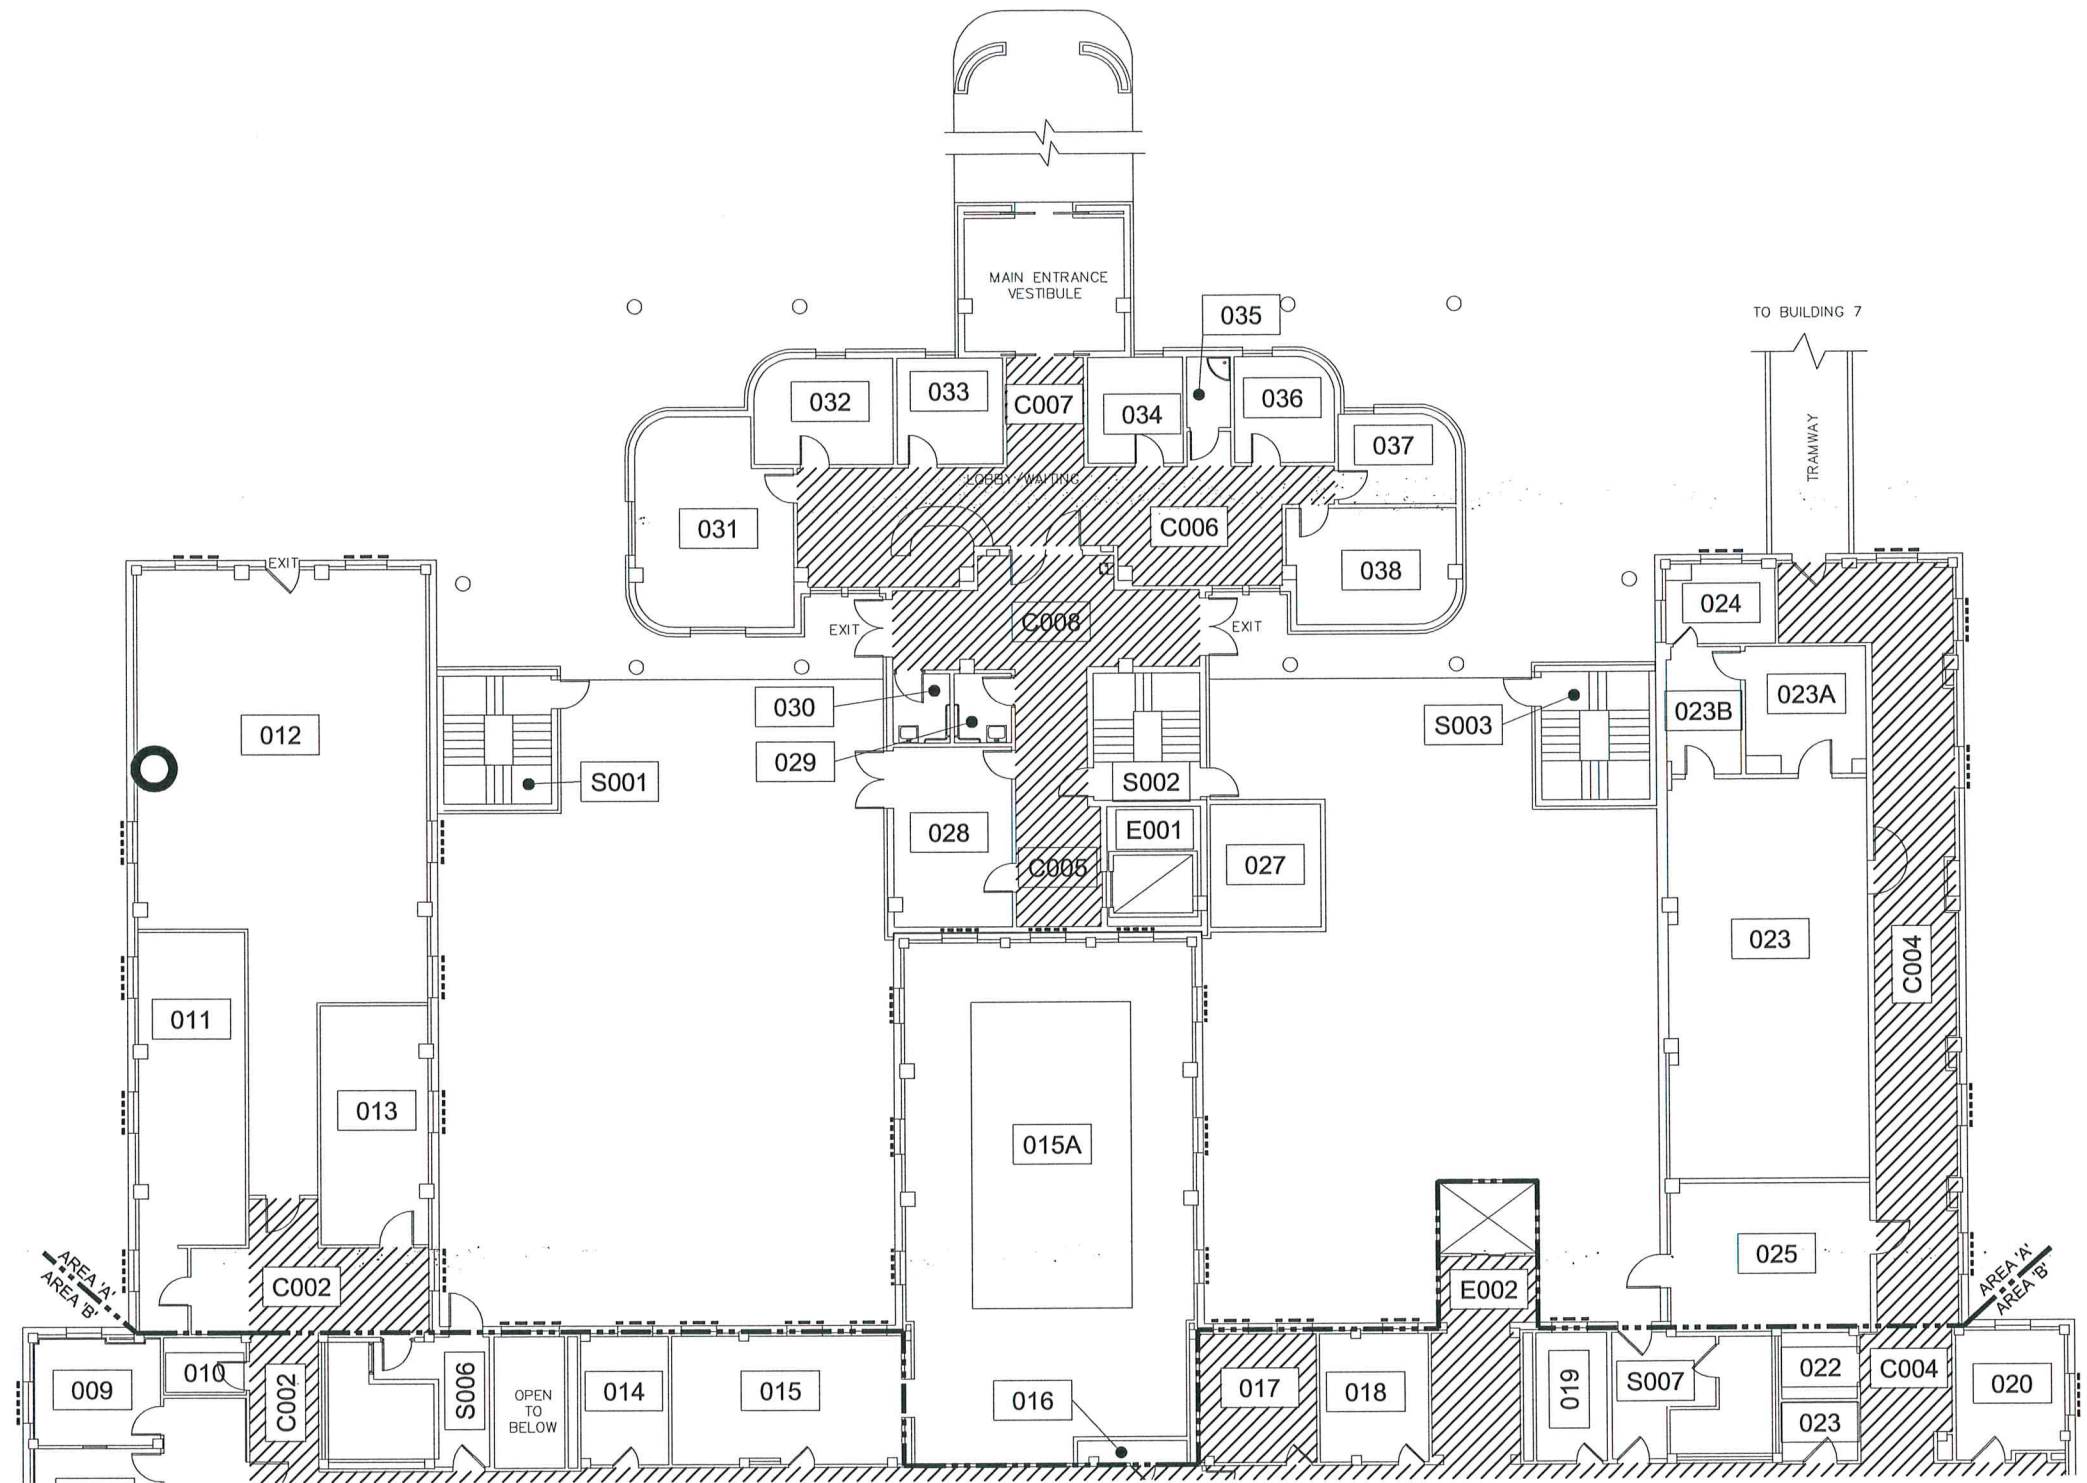 MAIN ENTRANCE
VESTIBULE
035
TO BUILDING 7
032
033
C007
034
036
037
TRAMWAY
LOBBY/WAITING
031
C006
038
EXIT
024
EXIT
C008
EXIT
012
030
029
S001
S002
S003
023B
023A
028
E001
C005
027
023
C004
011
013
015A
025
AREA 'A'
AREA 'B'
C002
E002
AREA 'A'
AREA 'B'
009
010
C002
S006
OPEN
TO
BELOW
014
015
016
017
018
019
S007
022
023
C004
020